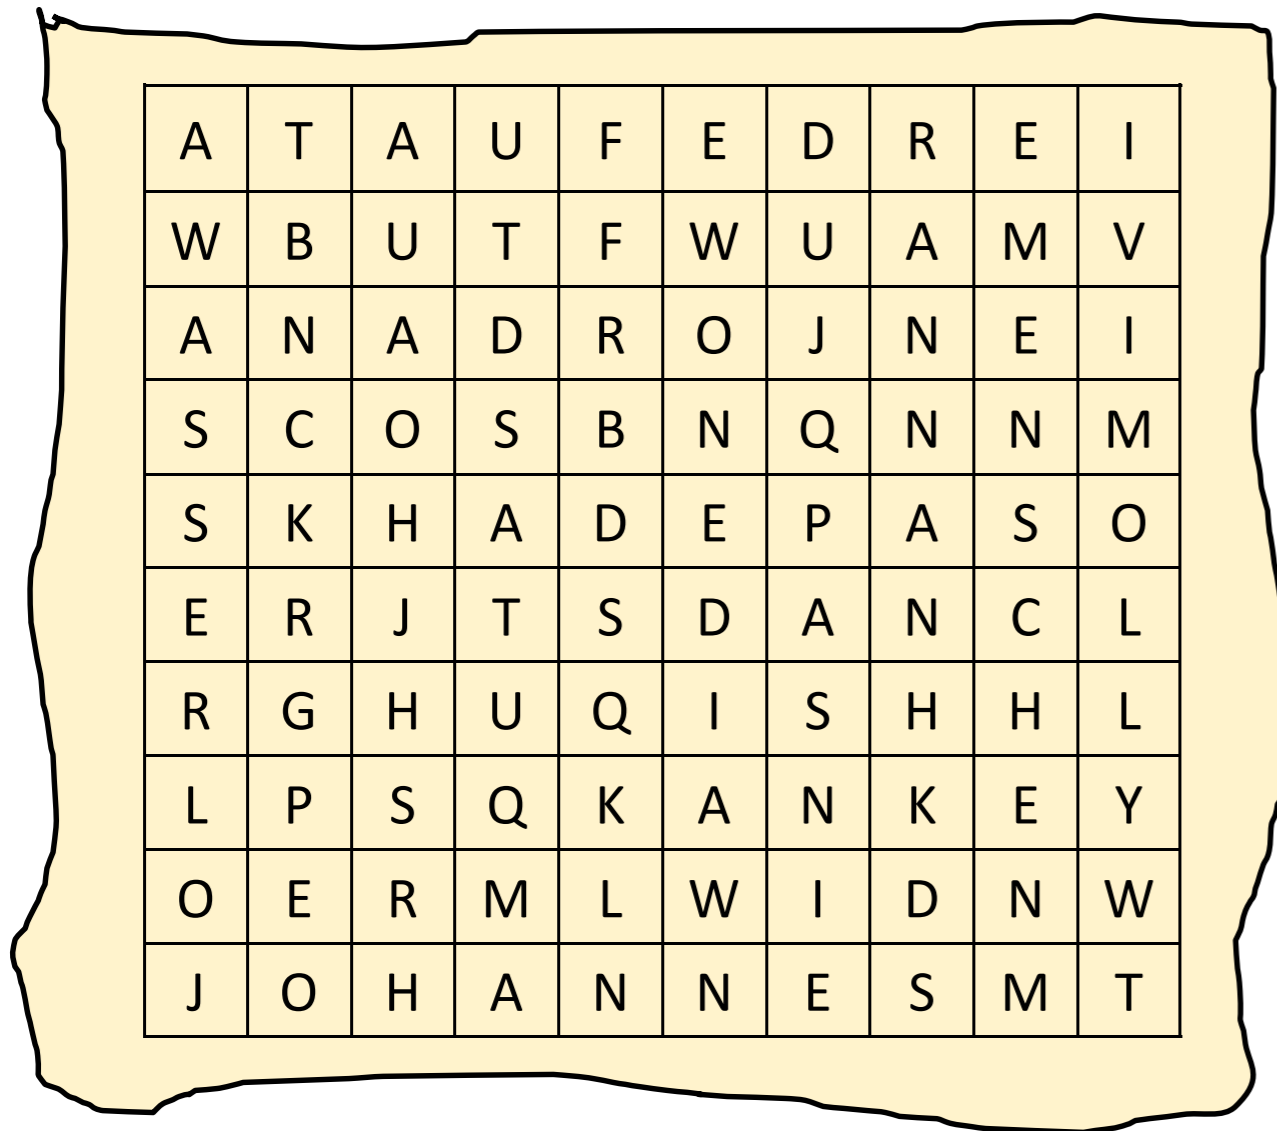 A T A U F E D R E I
W B U T F W U A M V
A N A D R O J N E I
S C O S B N Q N N M
S K H A D E P A S O
E R J T S D A N C L
R G H U Q I S H H L
L P S Q K A N K E Y
O E R M L W I D N W
J O H A N N E S M T